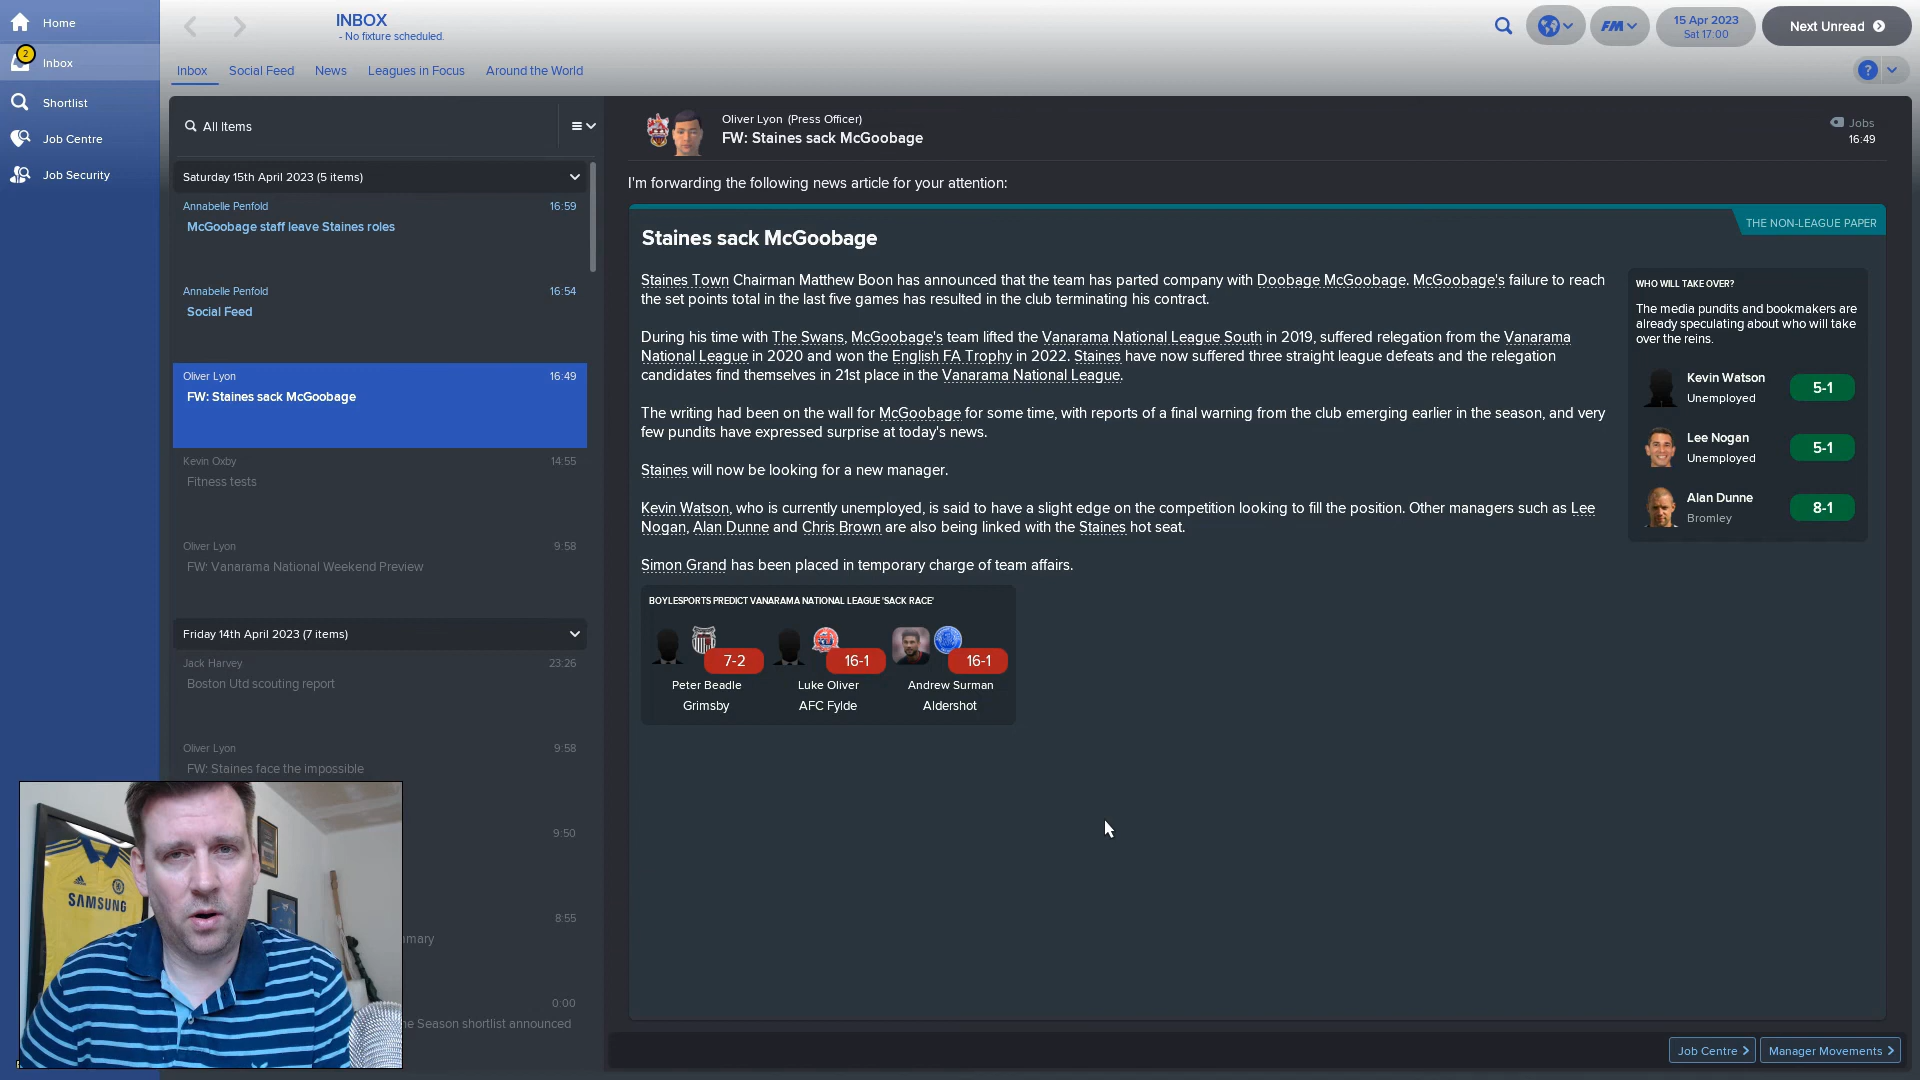 Home
2
Inbox
Shortlist
Job Centre
Job Security
INBOX
- No fixture scheduled.
FM
15 Apr 2023
Sat 17:00
Next Unread
Inbox
Social Feed
News
Leagues in Focus
Around the World
?
All Items
Saturday 15th April 2023 (5 items)
Annabelle Penfold
16:59
McGoobage staff leave Staines roles
Annabelle Penfold
16:54
Social Feed
Oliver Lyon
16:49
FW: Staines sack McGoobage
Kevin Oxby
14:55
Fitness tests
Oliver Lyon
9:58
FW: Vanarama National Weekend Preview
Friday 14th April 2023 (7 items)
Jack Harvey
23:26
Boston Utd scouting report
Oliver Lyon
9:58
FW: Staines face the impossible
9:50
8:55
mmary
0:00
he Season shortlist announced
SAMSUNG
Oliver Lyon (Press Officer)
FW: Staines sack McGoobage
Jobs
16:49
I'm forwarding the following news article for your attention:
THE NON-LEAGUE PAPER
Staines sack McGoobage
Staines Town Chairman Matthew Boon has announced that the team has parted company with Doobage McGoobage. McGoobage's failure to reach
the set points total in the last five games has resulted in the club terminating his contract.
During his time with The Swans, McGoobage's team lifted the Vanarama National League South in 2019, suffered relegation from the Vanarama
National League in 2020 and won the English FA Trophy in 2022. Staines have now suffered three straight league defeats and the relegation
candidates find themselves in 21st place in the Vanarama National League.
The writing had been on the wall for McGoobage for some time, with reports of a final warning from the club emerging earlier in the season, and very
few pundits have expressed surprise at today's news.
Staines will now be looking for a new manager.
Kevin Watson, who is currently unemployed, is said to have a slight edge on the competition looking to fill the position. Other managers such as Lee
Nogan, Alan Dunne and Chris Brown are also being linked with the Staines hot seat.
Simon Grand has been placed in temporary charge of team affairs.
BOYLESPORTS PREDICT VANARAMA NATIONAL LEAGUE 'SACK RACE'
7-2
16-1
16-1
Peter Beadle
Luke Oliver
Andrew Surman
Grimsby
AFC Fylde
Aldershot
WHO WILL TAKE OVER?
The media pundits and bookmakers are
already speculating about who will take
over the reins.
Kevin Watson
Unemployed
5-1
Lee Nogan
Unemployed
5-1
Alan Dunne
Bromley
8-1
Job Centre
Manager Movements